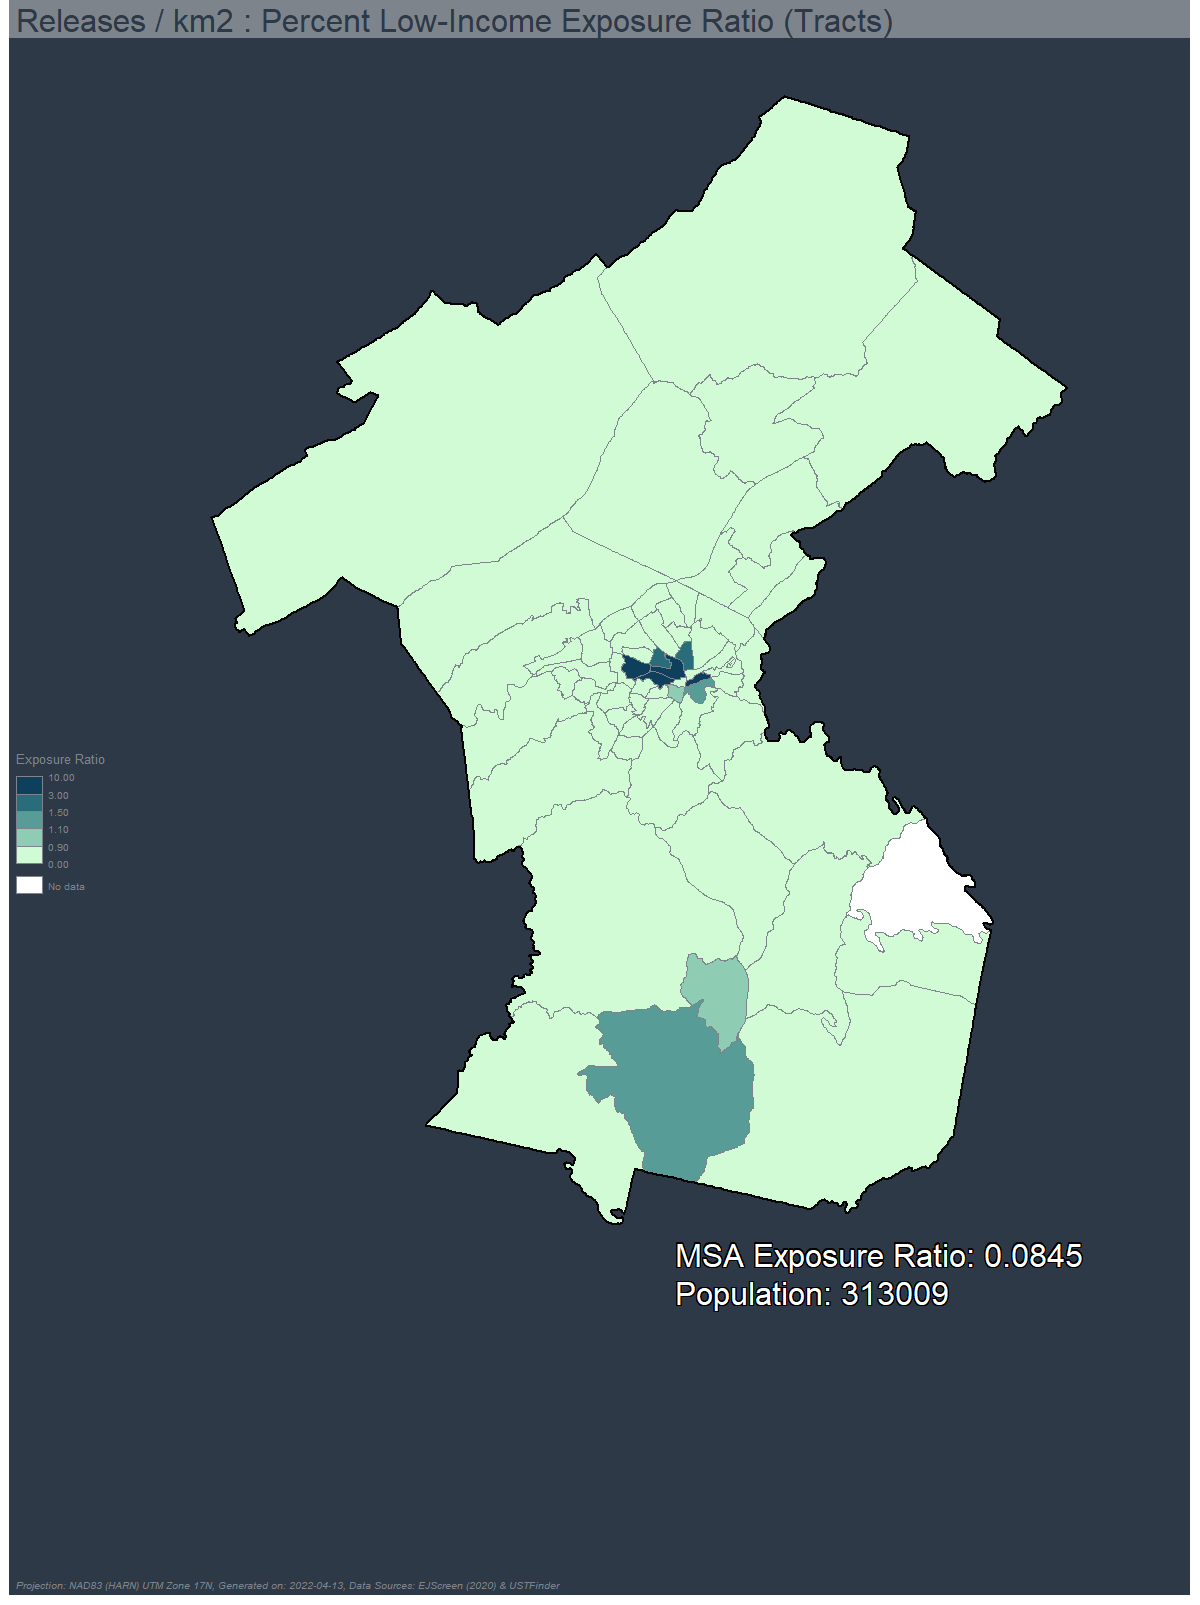 Releases / km2 : Percent Low-Income Exposure Ratio (Tracts)
Exposure Ratio
10.00
3.00
1.50
1.10
0.90
0.00
No data
MSA Exposure Ratio: 0.0845
Population: 313009
Projection: NAD83 (HARN) UTM Zone 17N, Generated on: 2022-04-13, Data Sources: EJScreen (2020) & USTFinder